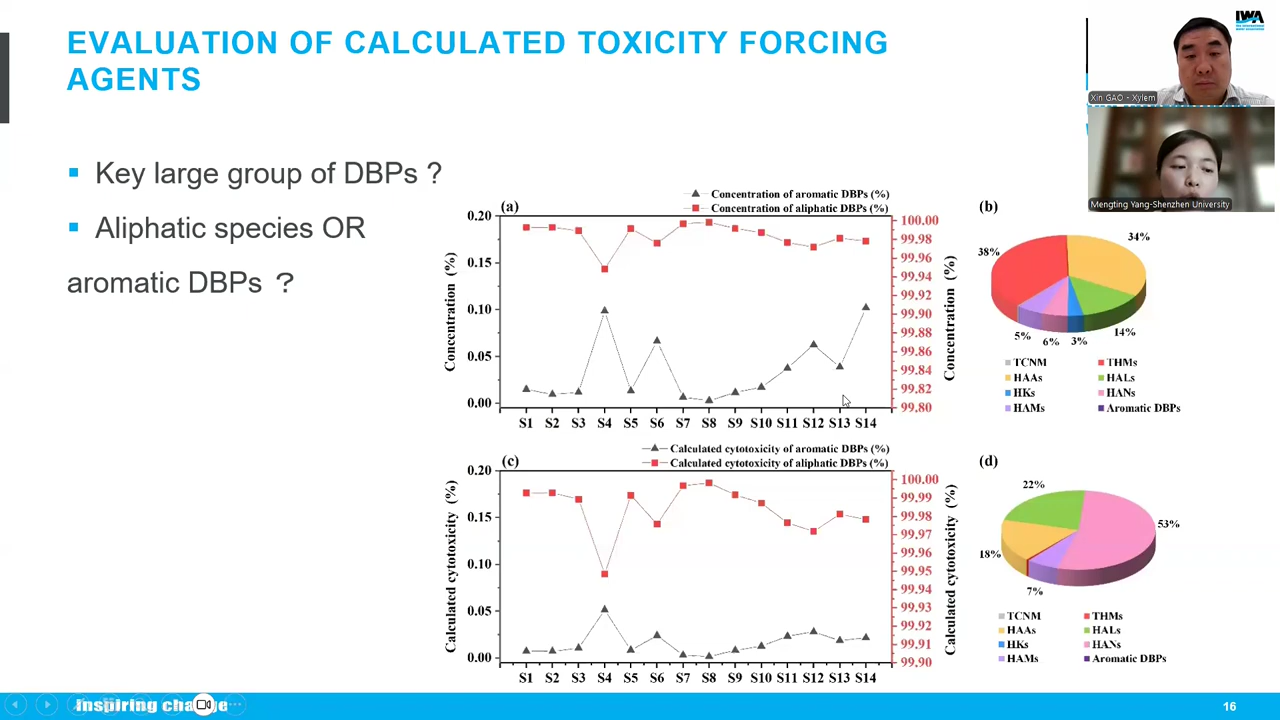 EVALUATION OF CALCULATED TOXICITY FORCING
AGENTS
IWA
Xin GAO - Xylem
Mengting Yang-Shenzhen University
Key large group of DBPs ?
Aliphatic species OR
aromatic DBPs ?
(a)
Concentration of aromatic DBPs (%)
Concentration of aliphatic DBPs (%)
Concentration (%)
0.20
0.15
0.10
0.05
0.00
100.00
99.98
99.96
99.94
99.92
99.90
99.88
99.86
99.84
99.82
99.80
Concentration (%)
S1 S2 S3 S4 S5 S6 S7 S8 S9 S10 S11 S12 S13 S14
(b)
38%
34%
5%
6%
3%
14%
TCNM THMs
HAAs HALs
HKs HANs
HAMs Aromatic DBPs
(c)
Calculated cytotoxicity of aromatic DBPs (%)
Calculated cytotoxicity of aliphatic DBPs (%)
Calculated cytotoxicity (%)
0.20
0.15
0.10
0.05
0.00
100.00
99.99
99.98
99.97
99.96
99.95
99.94
99.93
99.92
99.91
99.90
Calculated cytotoxicity (%)
S1 S2 S3 S4 S5 S6 S7 S8 S9 S10 S11 S12 S13 S14
(d)
22%
53%
18%
7%
TCNM THMs
HAAs HALs
HKs HANs
HAMs Aromatic DBPs
Inspiring change
16